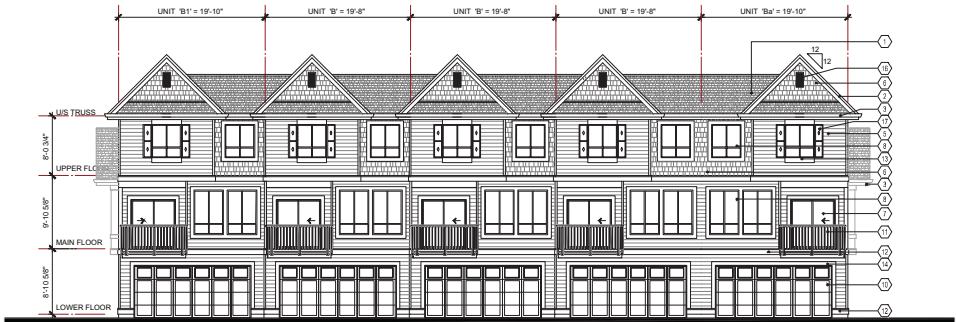 UNIT 'B1' = 19'-10"
UNIT 'B' = 19'-8"
UNIT 'B' = 19'-8"
UNIT 'B' = 19'-8"
UNIT 'Ba' = 19'-10"
1
12
12
16
6
2
U/S TRUSS
3
17
8'-0 3/4"
5
8
13
UPPER FLO
6
3
8
9'-10 5/8"
7
11
MAIN FLOOR
12
14
8'-10 5/8"
10
LOWER FLOOR
12